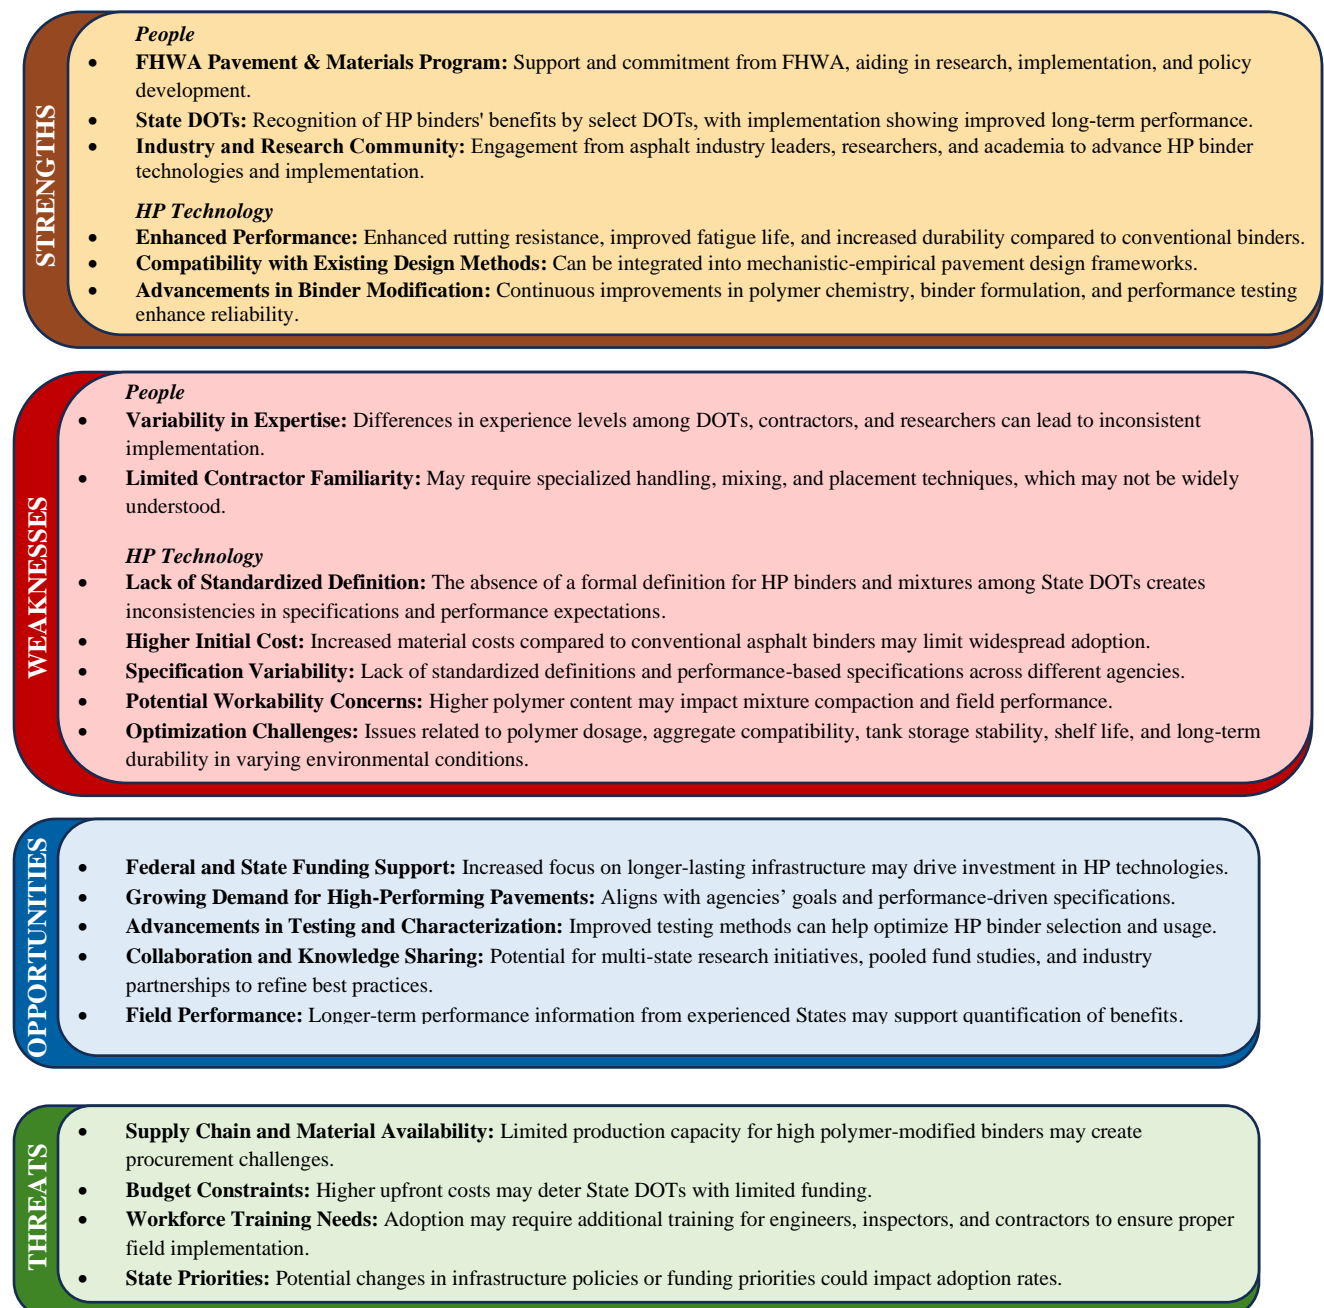 STRENGTHS
People
• FHWA Pavement & Materials Program: Support and commitment from FHWA, aiding in research, implementation, and policy
development.
• State DOTs: Recognition of HP binders' benefits by select DOTs, with implementation showing improved long-term performance.
• Industry and Research Community: Engagement from asphalt industry leaders, researchers, and academia to advance HP binder
technologies and implementation.
HP Technology
• Enhanced Performance: Enhanced rutting resistance, improved fatigue life, and increased durability compared to conventional binders.
• Compatibility with Existing Design Methods: Can be integrated into mechanistic-empirical pavement design frameworks.
• Advancements in Binder Modification: Continuous improvements in polymer chemistry, binder formulation, and performance testing
enhance reliability.
WEAKNESSES
People
• Variability in Expertise: Differences in experience levels among DOTs, contractors, and researchers can lead to inconsistent
implementation.
• Limited Contractor Familiarity: May require specialized handling, mixing, and placement techniques, which may not be widely
understood.
HP Technology
• Lack of Standardized Definition: The absence of a formal definition for HP binders and mixtures among State DOTs creates
inconsistencies in specifications and performance expectations.
• Higher Initial Cost: Increased material costs compared to conventional asphalt binders may limit widespread adoption.
• Specification Variability: Lack of standardized definitions and performance-based specifications across different agencies.
• Potential Workability Concerns: Higher polymer content may impact mixture compaction and field performance.
• Optimization Challenges: Issues related to polymer dosage, aggregate compatibility, tank storage stability, shelf life, and long-term
durability in varying environmental conditions.
OPPORTUNITIES
• Federal and State Funding Support: Increased focus on longer-lasting infrastructure may drive investment in HP technologies.
• Growing Demand for High-Performing Pavements: Aligns with agencies’ goals and performance-driven specifications.
• Advancements in Testing and Characterization: Improved testing methods can help optimize HP binder selection and usage.
• Collaboration and Knowledge Sharing: Potential for multi-state research initiatives, pooled fund studies, and industry
partnerships to refine best practices.
• Field Performance: Longer-term performance information from experienced States may support quantification of benefits.
THREATS
• Supply Chain and Material Availability: Limited production capacity for high polymer-modified binders may create
procurement challenges.
• Budget Constraints: Higher upfront costs may deter State DOTs with limited funding.
• Workforce Training Needs: Adoption may require additional training for engineers, inspectors, and contractors to ensure proper
field implementation.
• State Priorities: Potential changes in infrastructure policies or funding priorities could impact adoption rates.